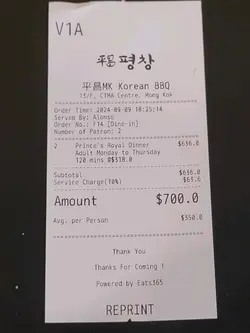 V1A
平昌 평창
平昌MK Korean BBQ
13/F, CTMA Centre, Mong Kok
Order Time: 2024-09-09 18:25:14
Serving By: Alonso
Order No.: F14 [Dine-in]
Number of Patron: 2
2 Prince's Royal Dinner $636.0
Adult Monday to Thursday
120 mins @$318.0
Subtotal $636.0
Service Charge(10%) $63.6
Amount $700.0
Avg. per Person $350.0
Thank You
Thanks For Coming !
Powered by Eats365
REPRINT